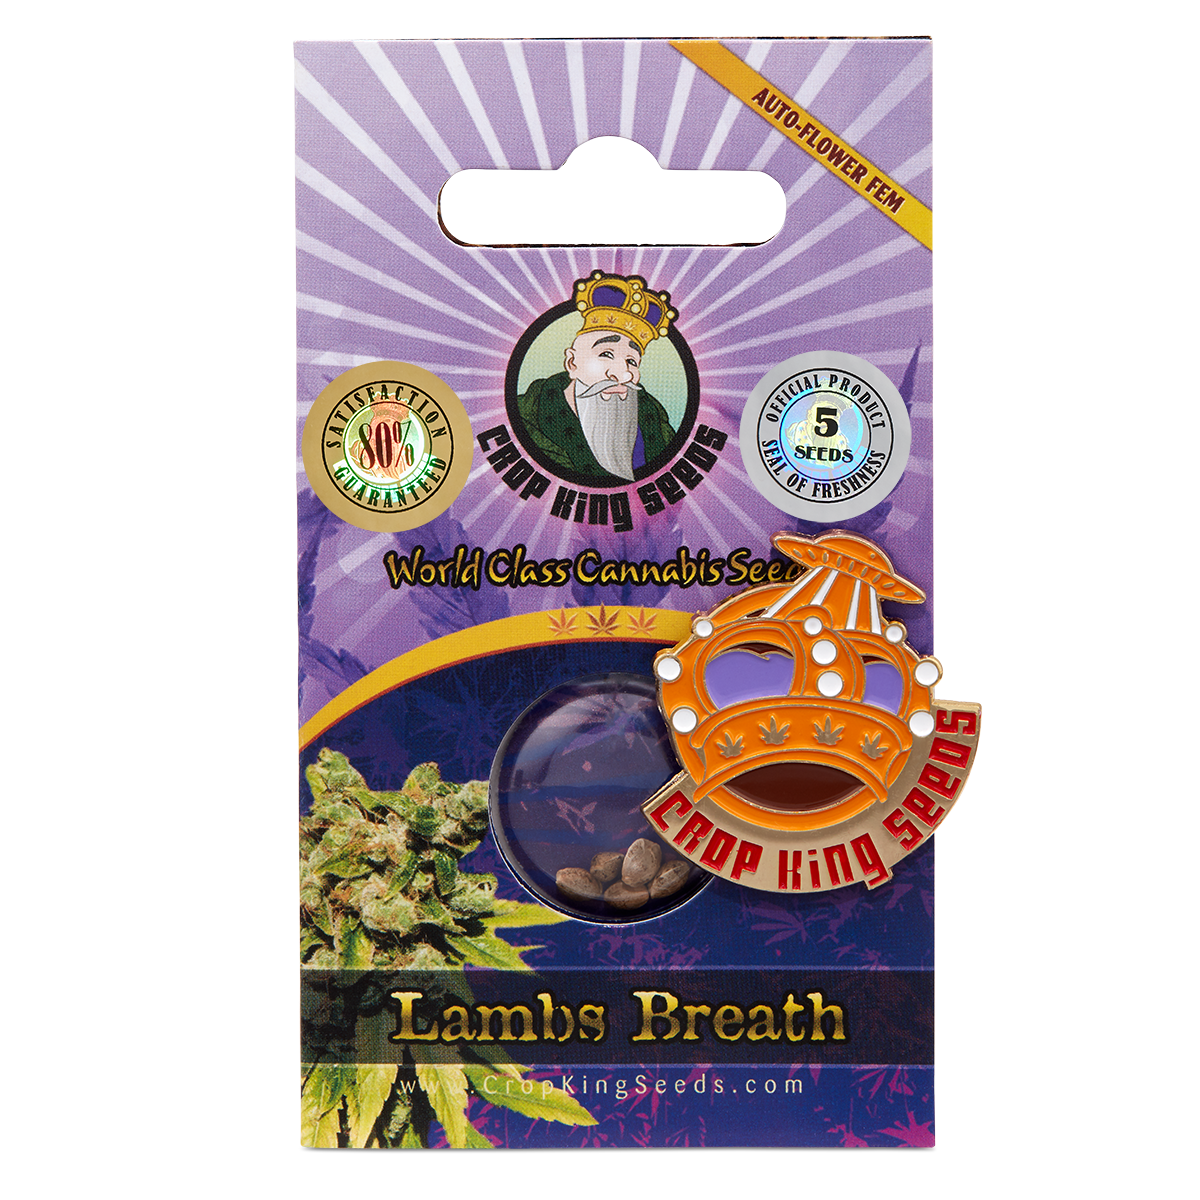 AUTO-FLOWER FEM
SATISFACTION
80%
GUARANTEED
OFFICIAL PRODUCT
5
SEEDS
SEAL OF FRESHNESS
CROP KiNG SEEDS
World Class Cannabis Seed
CROP KiNG SEEDS
Lambs Breath
www.CropKingSeeds.com